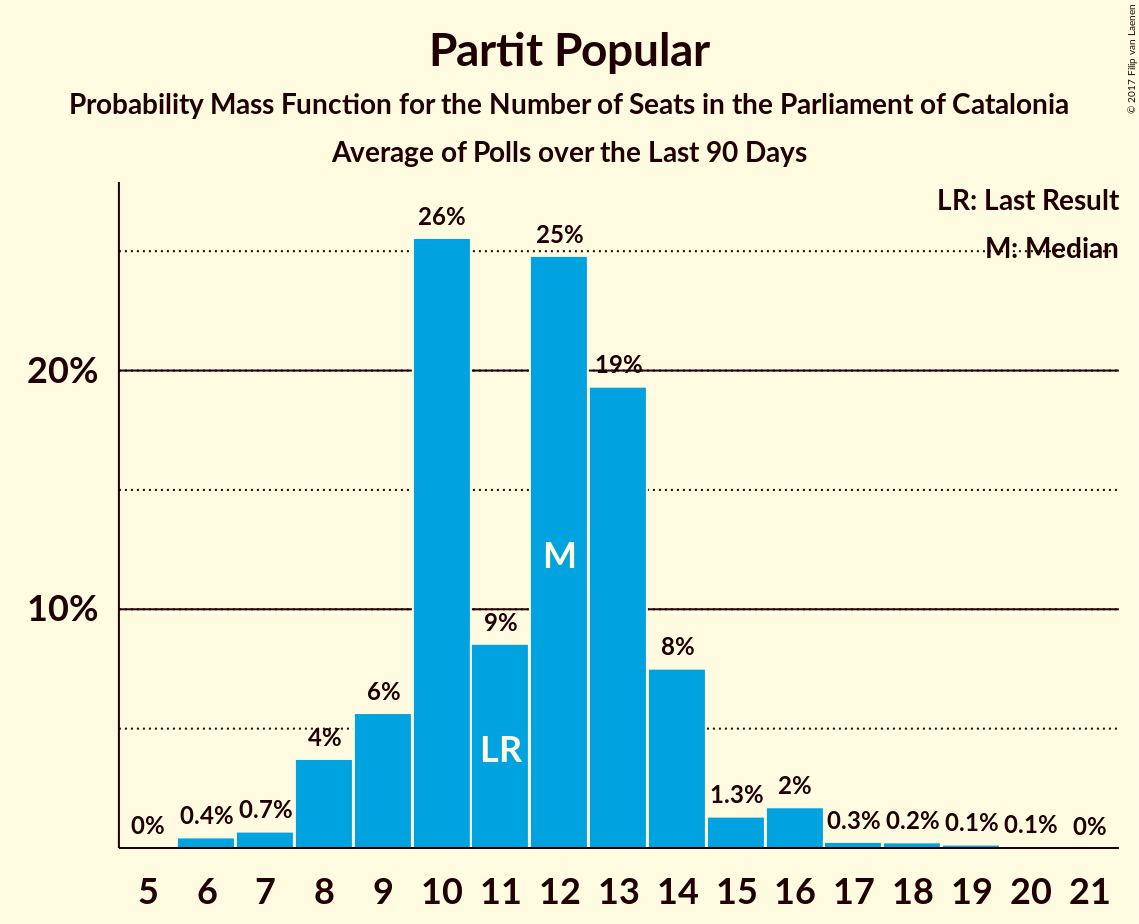 Partit Popular
Probability Mass Function for the Number of Seats in the Parliament of Catalonia
Average of Polls over the Last 90 Days
© 2017 Filip van Laenen
LR: Last Result
M: Median
20%
10%
0%
0.4%
0.7%
4%
6%
26%
9%
25%
19%
8%
1.3%
2%
0.3%
0.2%
0.1%
0.1%
0%
LR
M
5 6 7 8 9 10 11 12 13 14 15 16 17 18 19 20 21